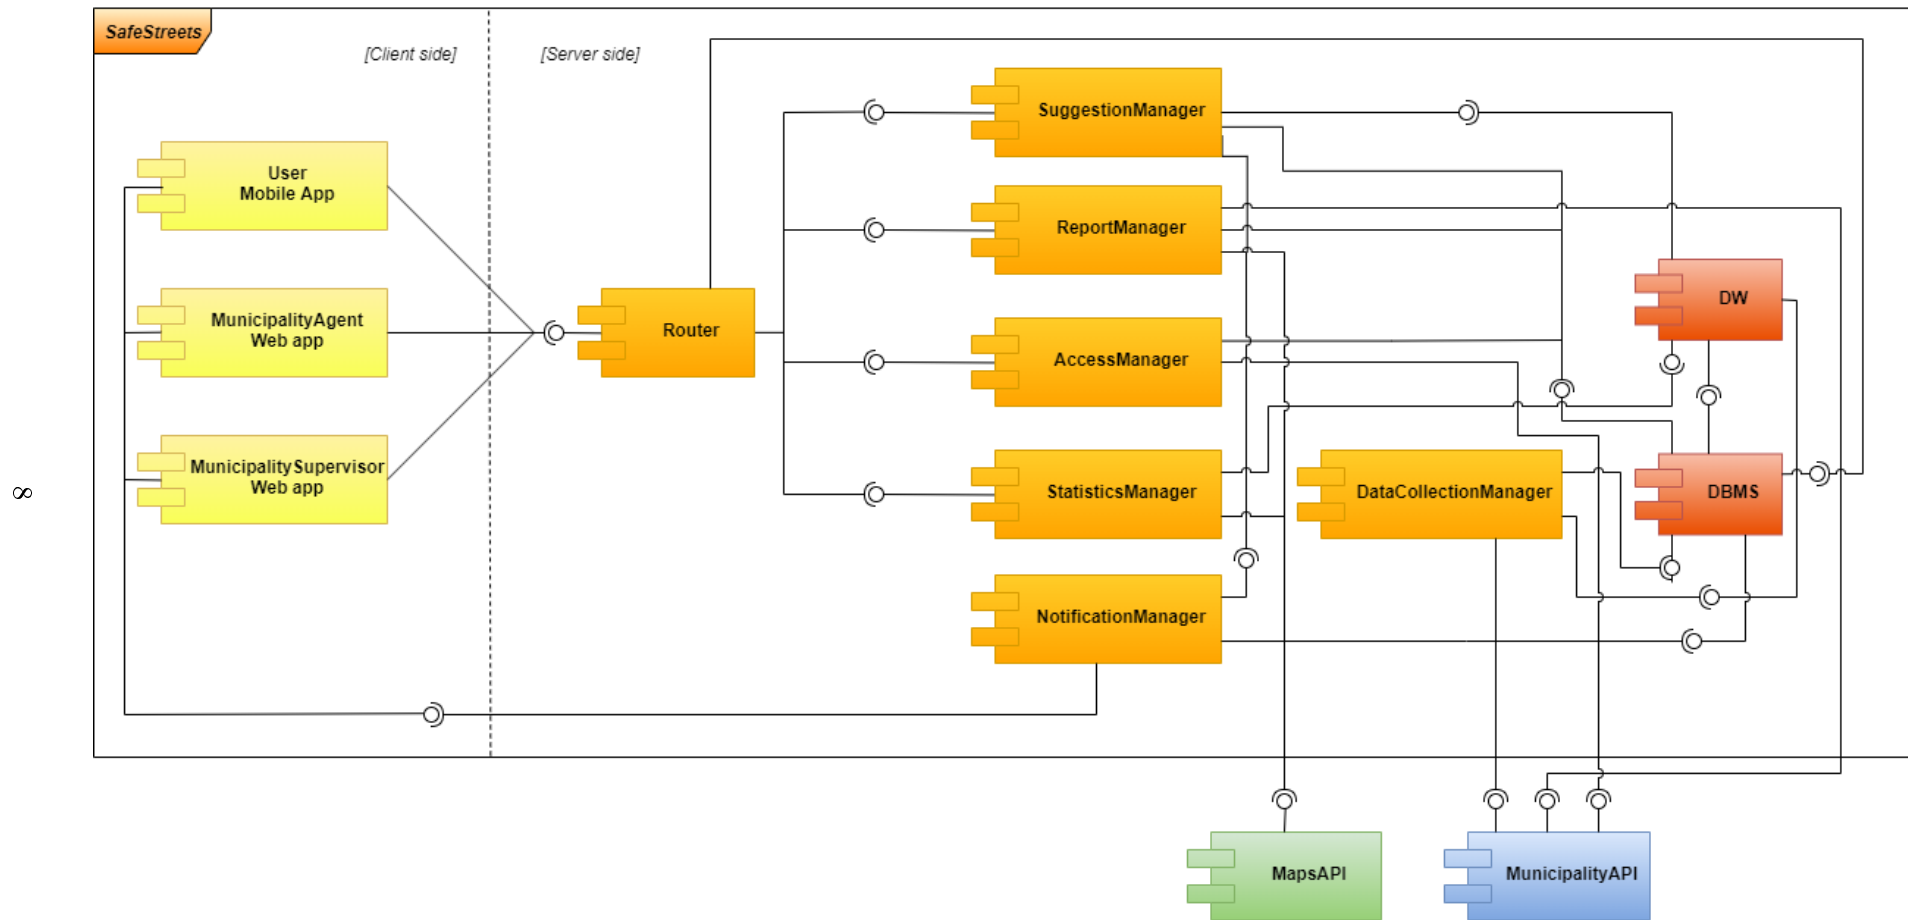 SafeStreets
[Client side]
[Server side]
SuggestionManager
User
Mobile App
ReportManager
DW
MunicipalityAgent
Web app
Router
AccessManager
MunicipalitySupervisor
Web app
StatisticsManager
DataCollectionManager
DBMS
8
NotificationManager
MapsAPI
MunicipalityAPI